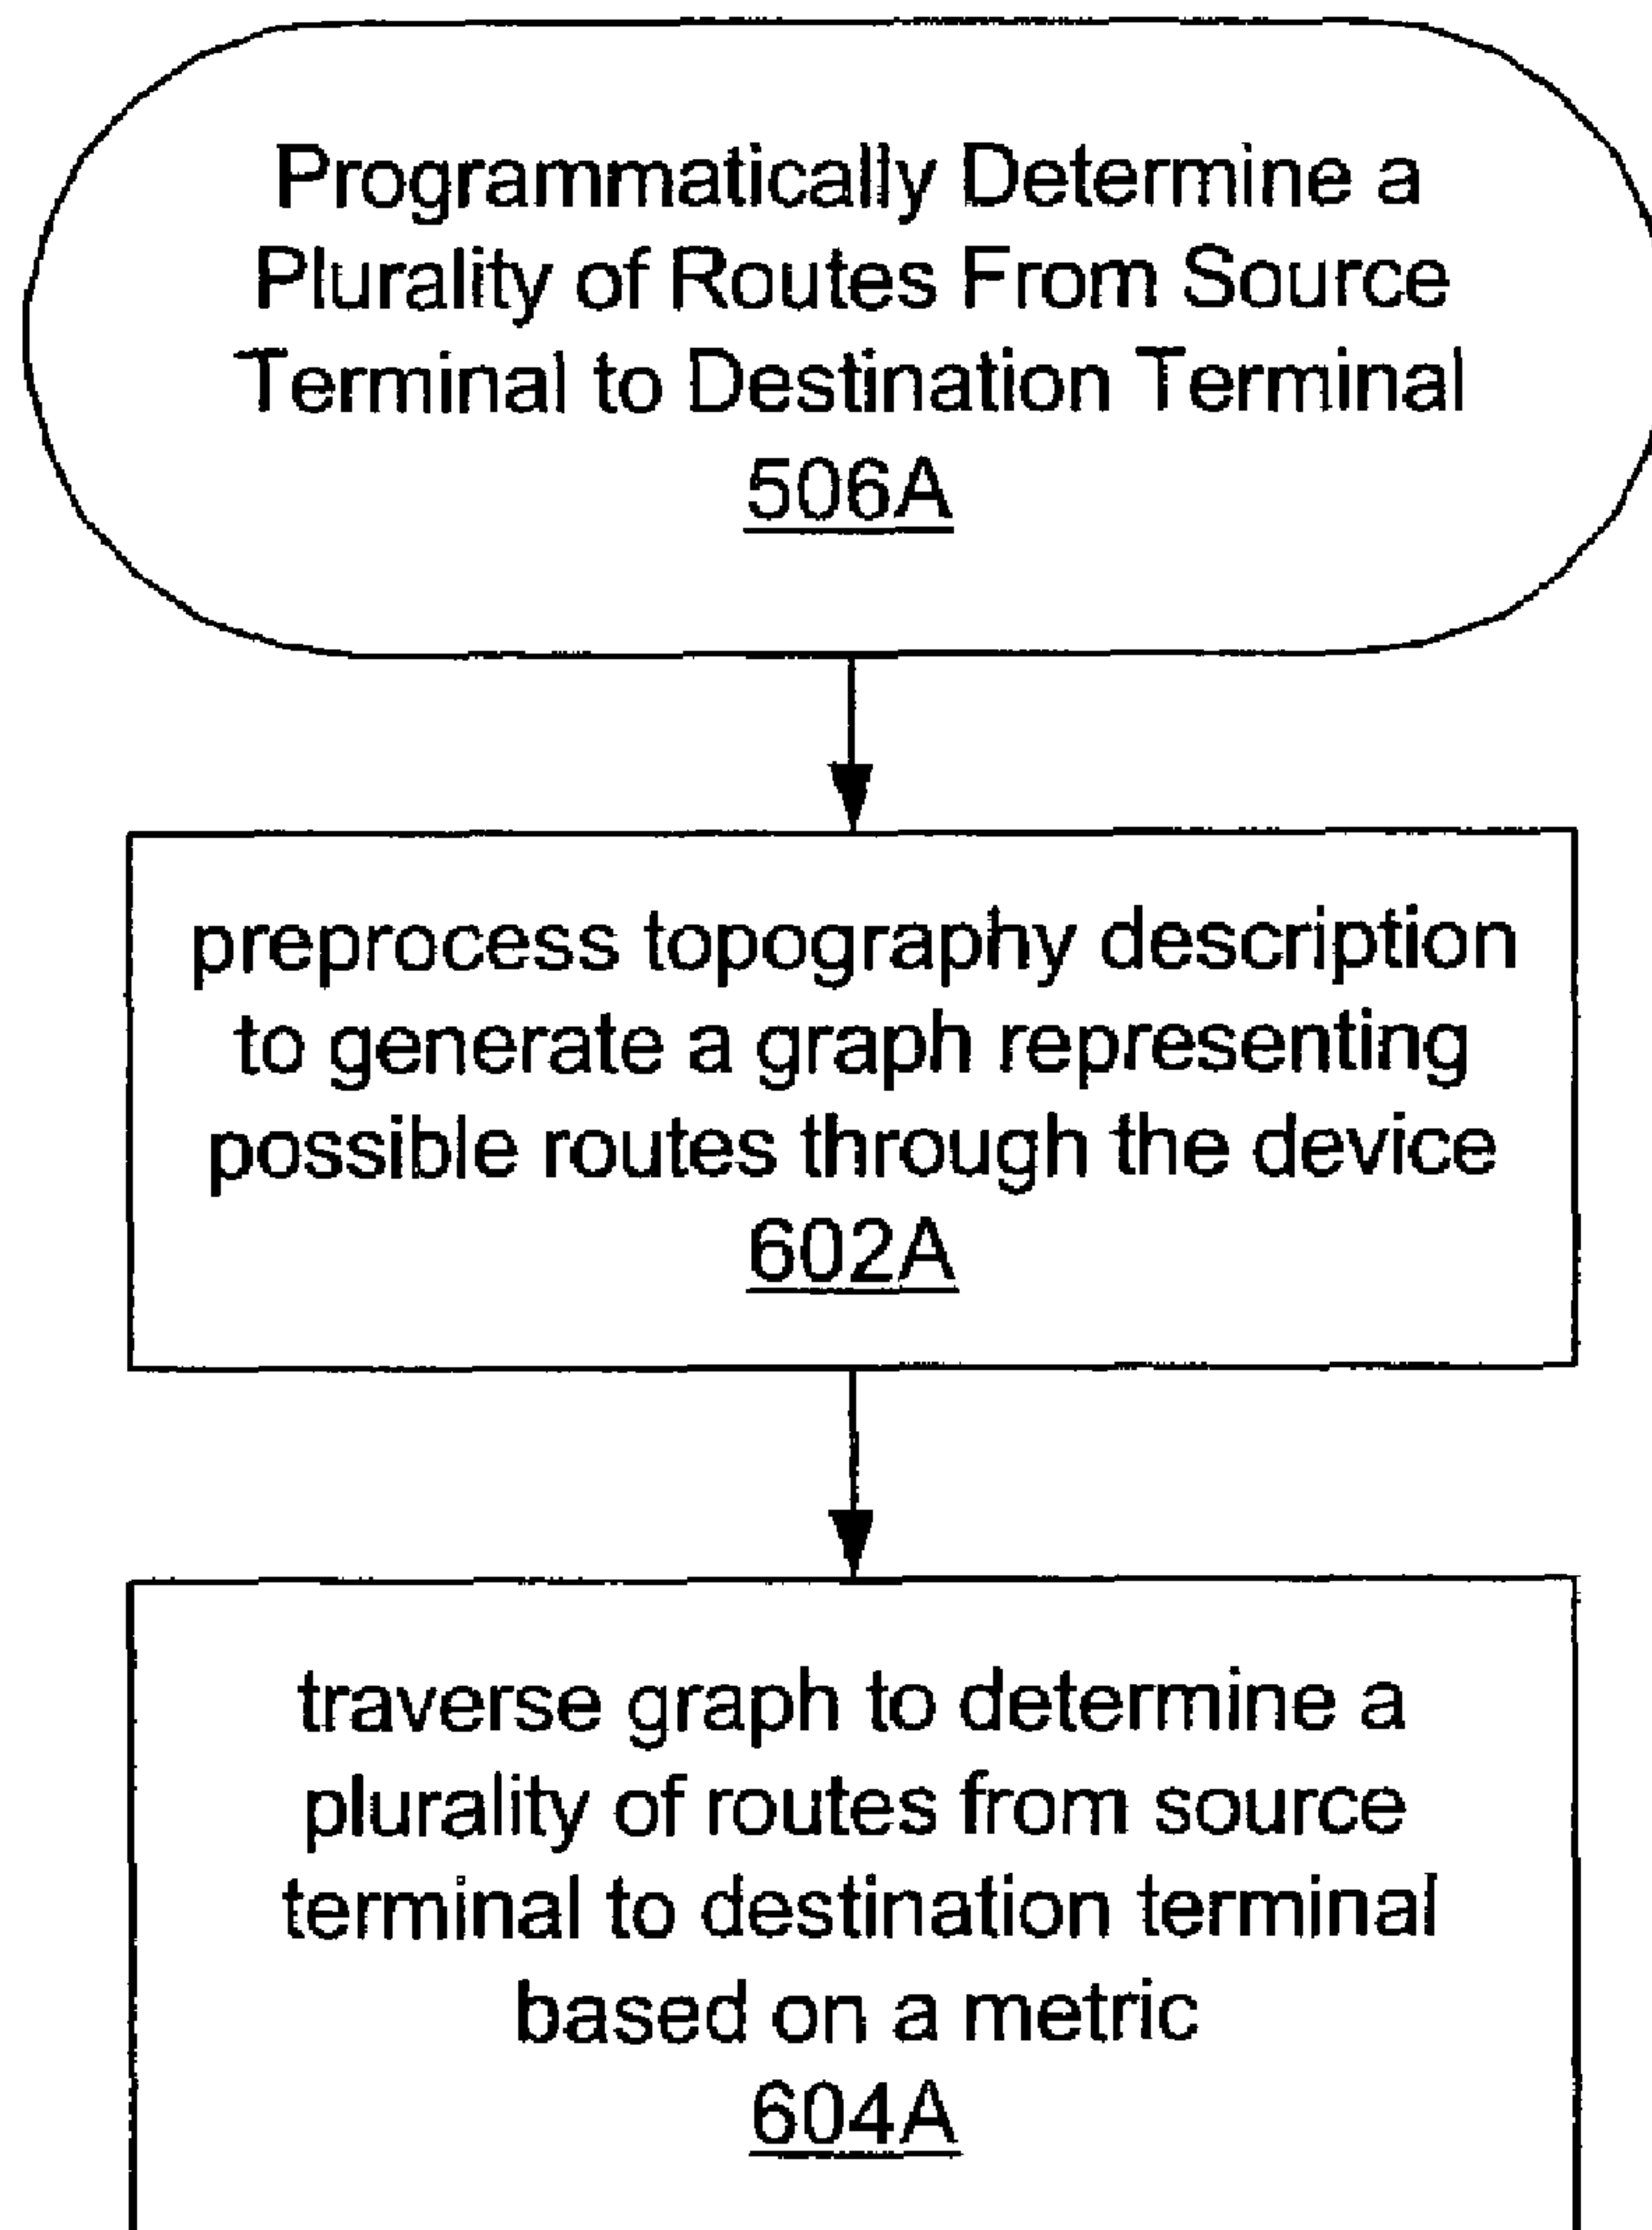 Programmatically Determine a
Plurality of Routes From Source
Terminal to Destination Terminal
506A
preprocess topography description
to generate a graph representing
possible routes through the device
602A
traverse graph to determine a
plurality of routes from source
terminal to destination terminal
based on a metric
604A